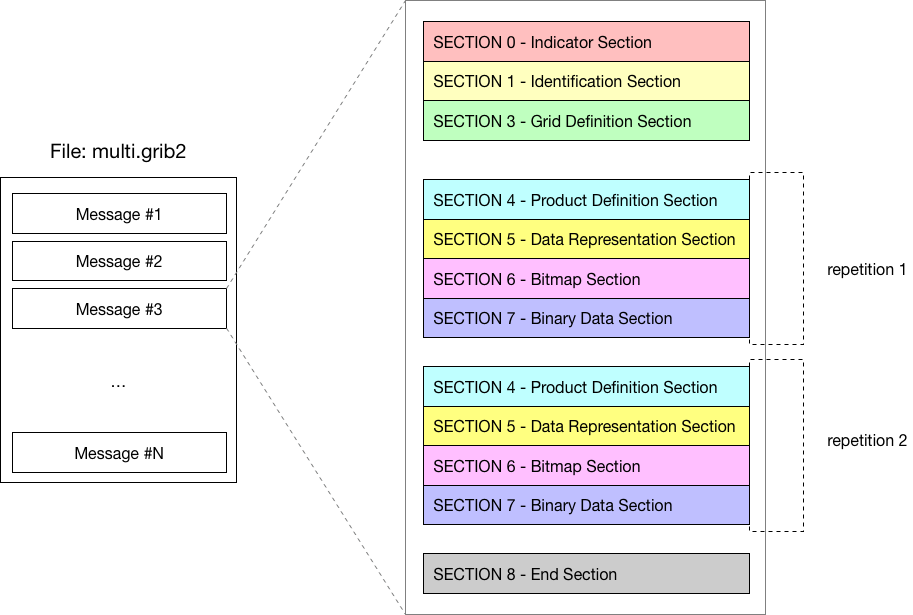 File: multi.grib2
Message #1
Message #2
Message #3
...
Message #N
SECTION 0 - Indicator Section
SECTION 1 - Identification Section
SECTION 3 - Grid Definition Section
SECTION 4 - Product Definition Section
SECTION 5 - Data Representation Section
SECTION 6 - Bitmap Section
SECTION 7 - Binary Data Section
repetition 1
SECTION 4 - Product Definition Section
SECTION 5 - Data Representation Section
SECTION 6 - Bitmap Section
SECTION 7 - Binary Data Section
repetition 2
SECTION 8 - End Section